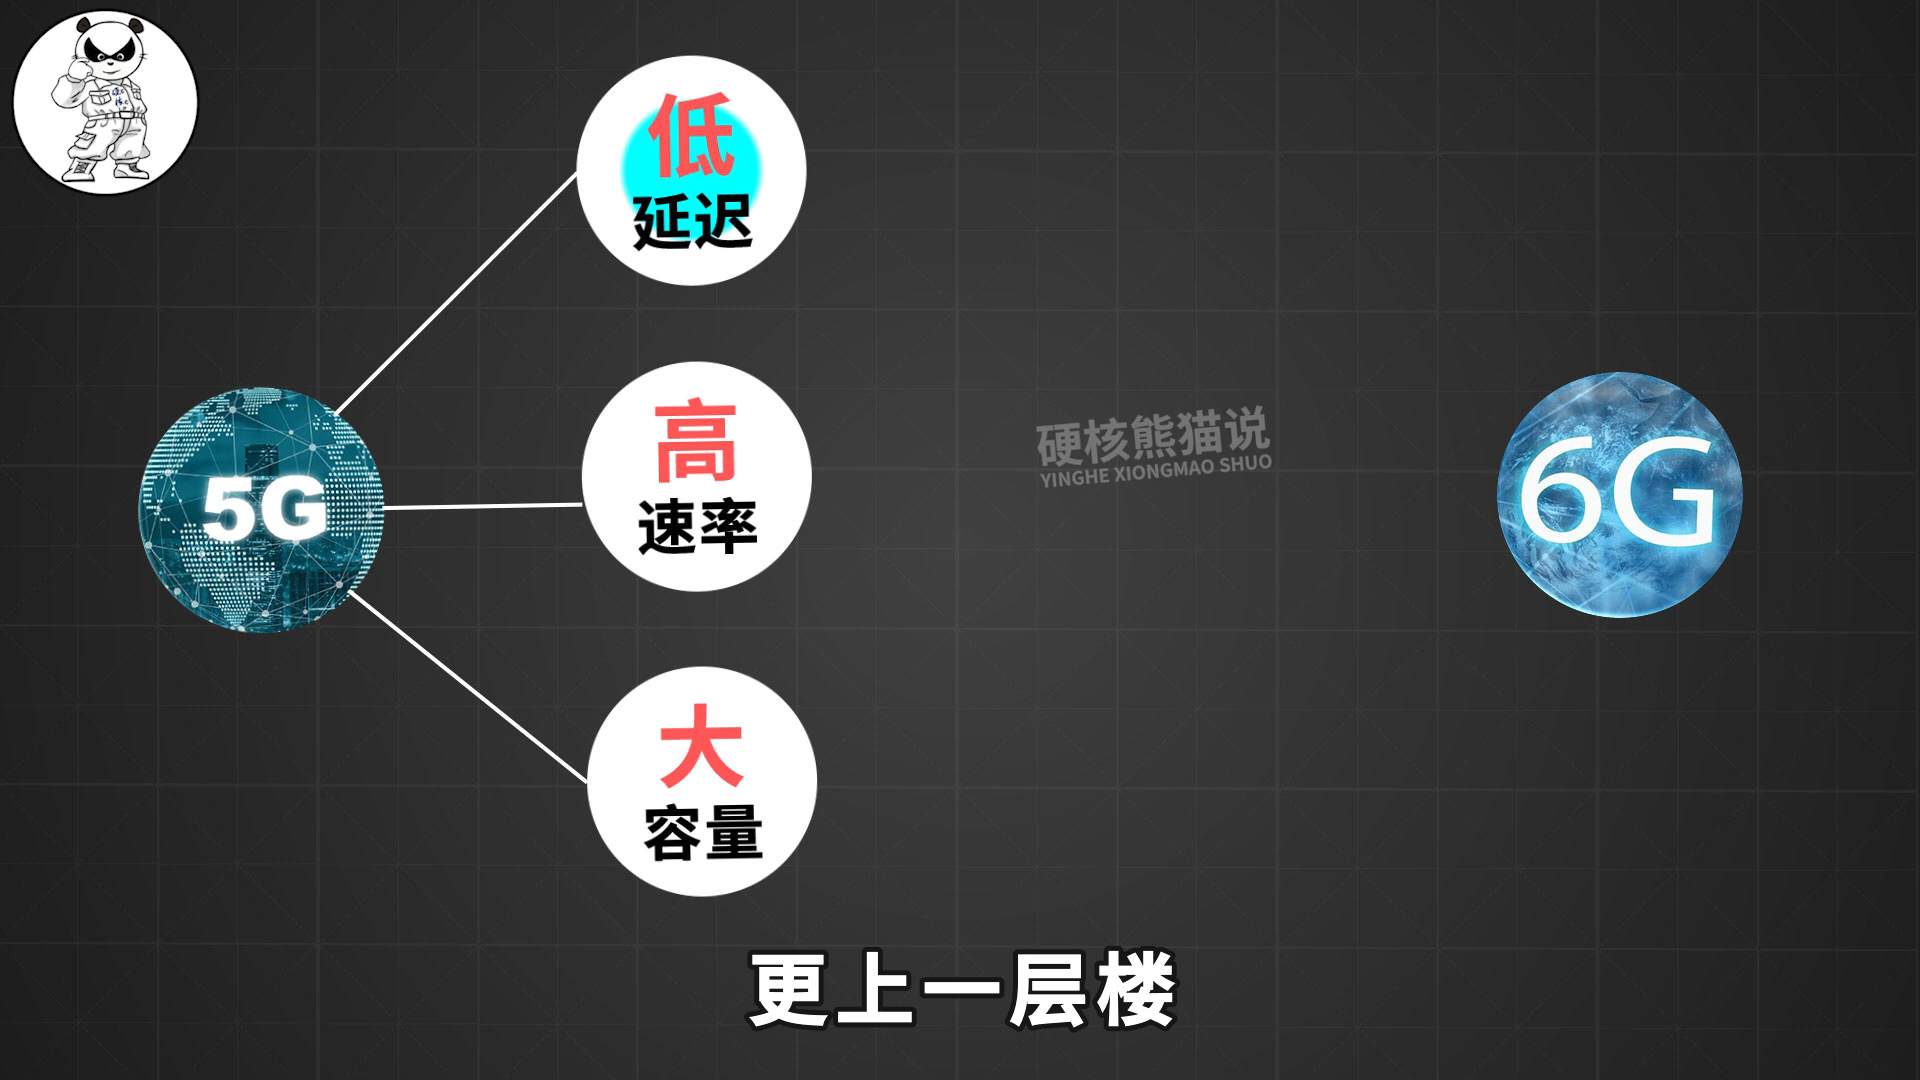 低
延迟
5G
高
速率
硬核熊猫说
YINGHE XIONGMAO SHUO
6G
大
容量
更上一层楼